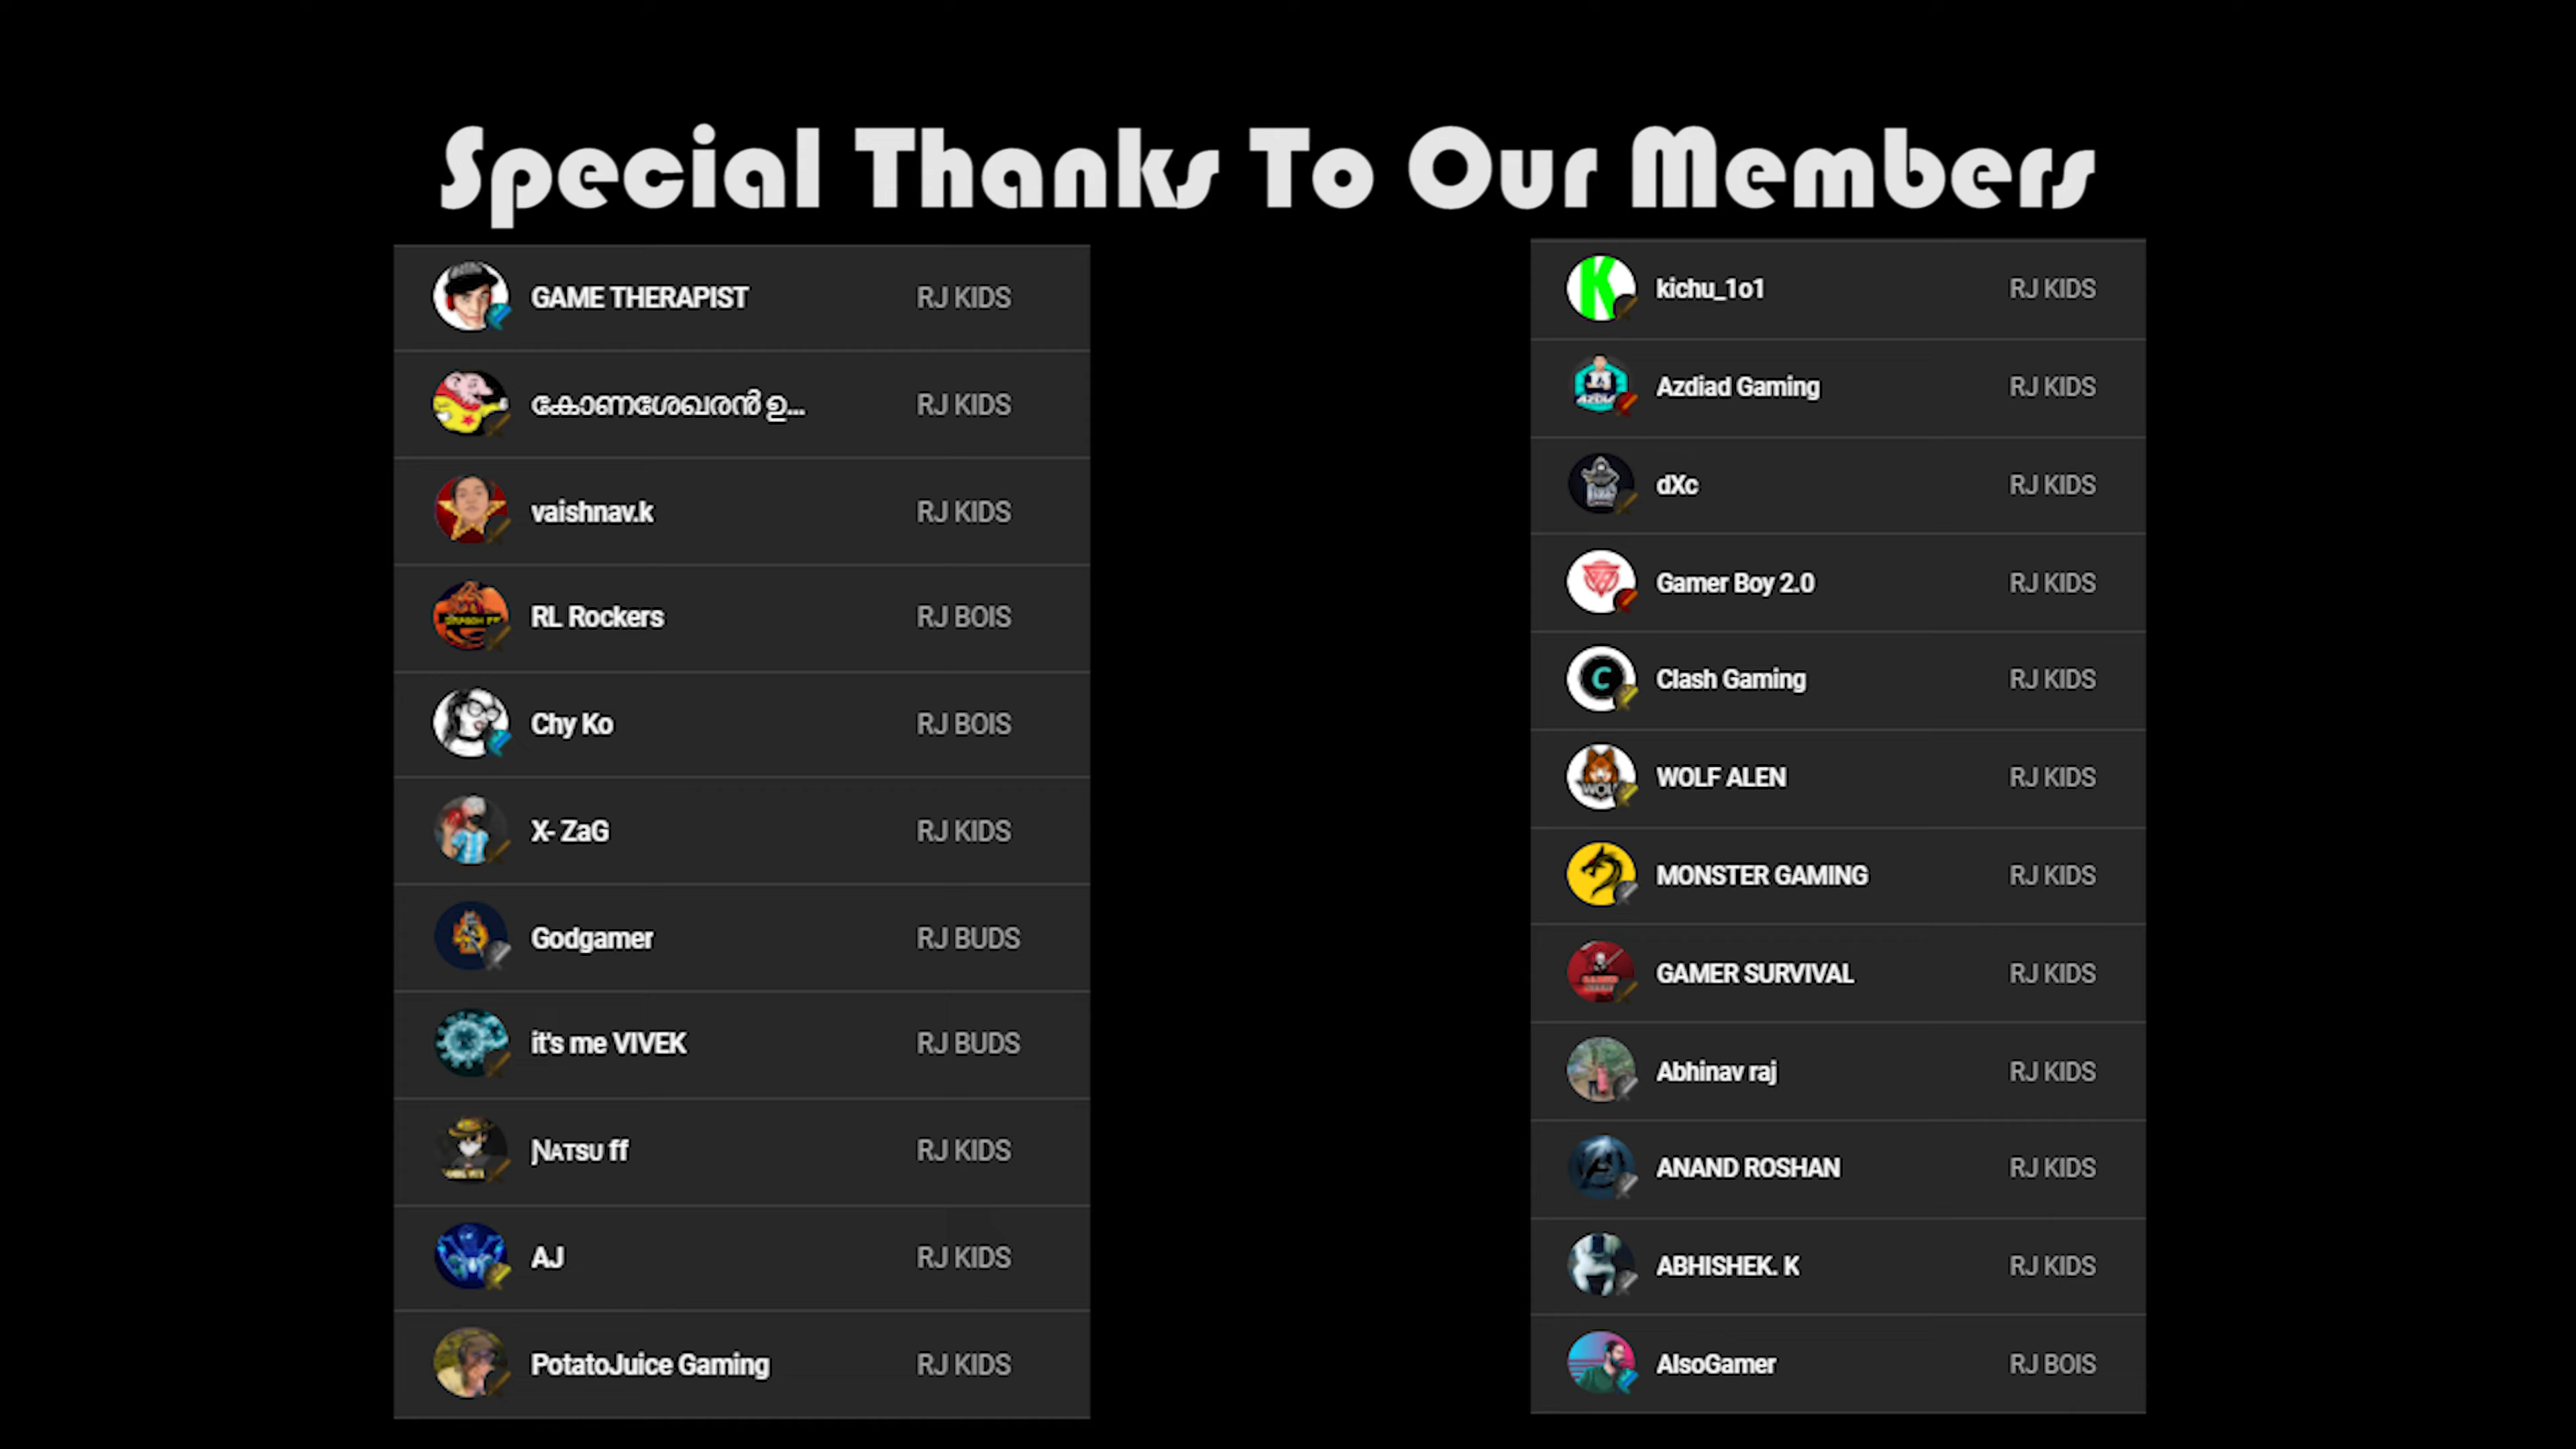 Special Thanks To Our Members
GAME THERAPIST RJ KIDS
കോണശേഖരൻ ഉ... RJ KIDS
vaishnav.k RJ KIDS
RL Rockers RJ BOIS
Chy Ko RJ BOIS
X- ZaG RJ KIDS
Godgamer RJ BUDS
it's me VIVEK RJ BUDS
Ɲᴀᴛsᴜ ff RJ KIDS
AJ RJ KIDS
PotatoJuice Gaming RJ KIDS
kichu_1o1 RJ KIDS
Azdiad Gaming RJ KIDS
dXc RJ KIDS
Gamer Boy 2.0 RJ KIDS
Clash Gaming RJ KIDS
WOLF ALEN RJ KIDS
MONSTER GAMING RJ KIDS
GAMER SURVIVAL RJ KIDS
Abhinav raj RJ KIDS
ANAND ROSHAN RJ KIDS
ABHISHEK. K RJ KIDS
AlsoGamer RJ BOIS